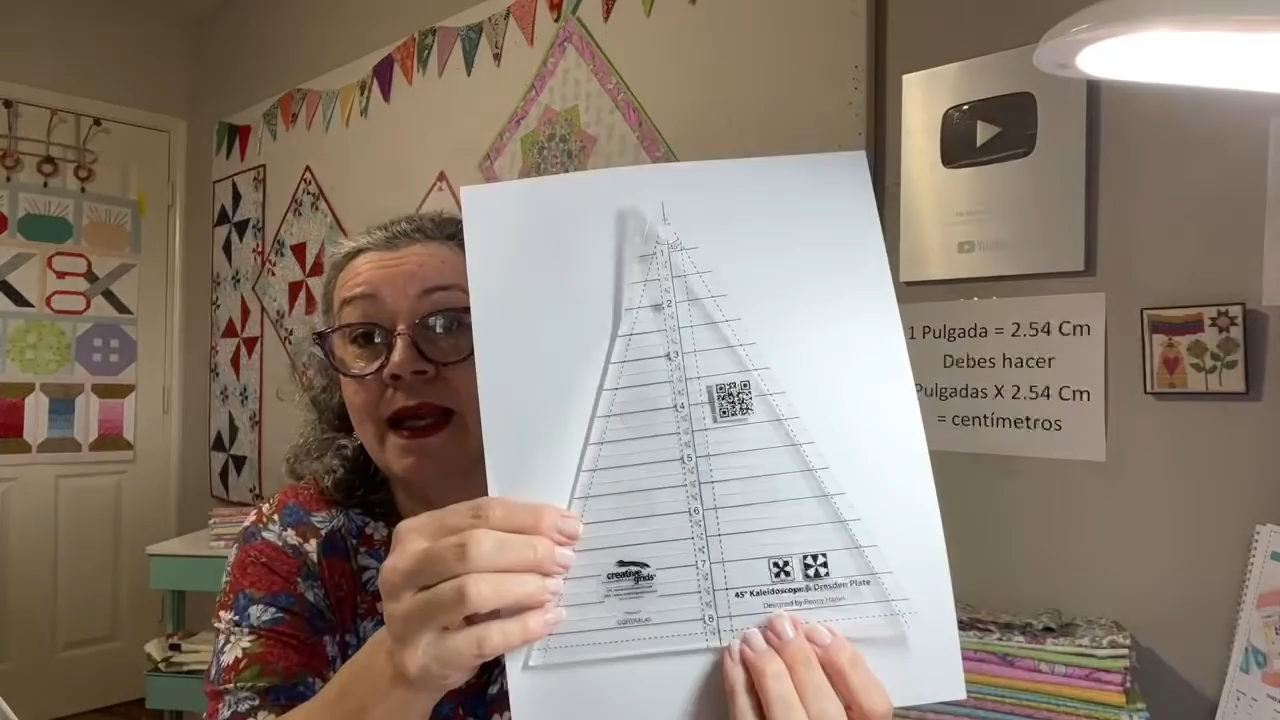 45°
2
3
4
5
6
7
8
creative
grids
45° Kaleidoscope & Dresden Plate
Designed by Penny Haren
1 Pulgada = 2.54 Cm
Debes hacer
Pulgadas X 2.54 Cm
= centímetros